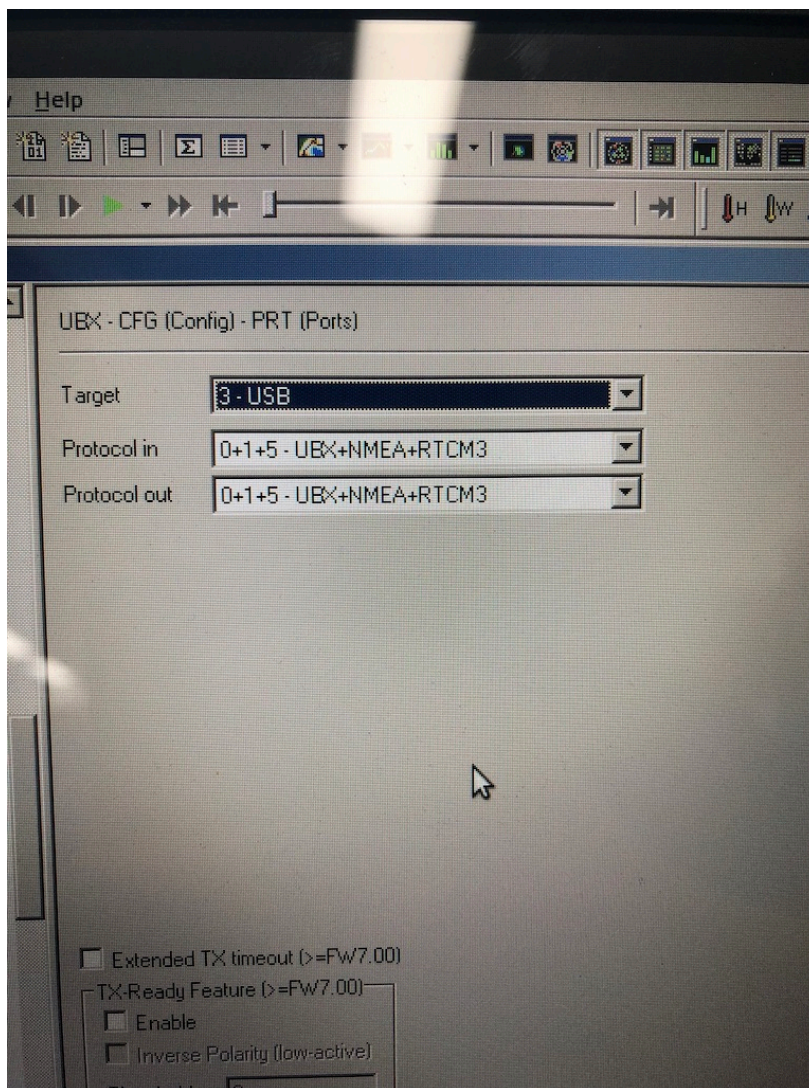 Help
H W
UBX - CFG (Config) - PRT (Ports)
Target 3 - USB
Protocol in 0+1+5 - UBX+NMEA+RTCM3
Protocol out 0+1+5 - UBX+NMEA+RTCM3
Extended TX timeout (>=FW7.00)
TX-Ready Feature (>=FW7.00)
Enable
Inverse Polarity (low-active)